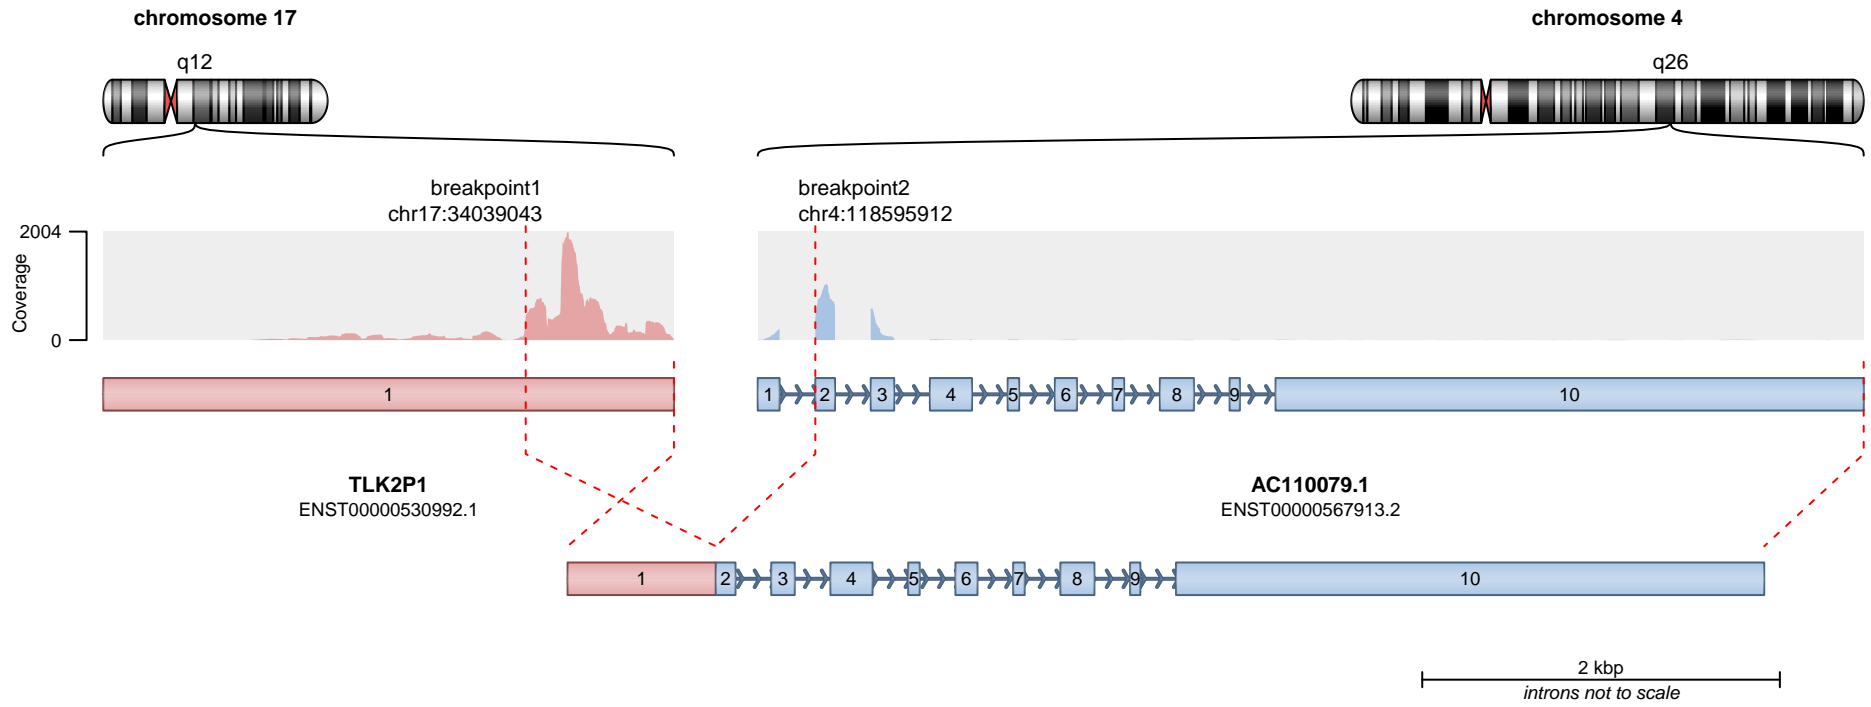 chromosome 17
chromosome 4
q12
q26
breakpoint1
chr17:34039043
breakpoint2
chr4:118595912
2004
Coverage
0
1
1 2 3 4 5 6 7 8 9 10
TLK2P1
ENST00000530992.1
AC110079.1
ENST00000567913.2
1 2 3 4 5 6 7 8 9 10
2 kbp
introns not to scale